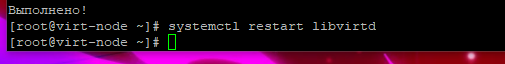 Выполнено!
[root@virt-node ~]# systemctl restart libvirtd
[root@virt-node ~]#